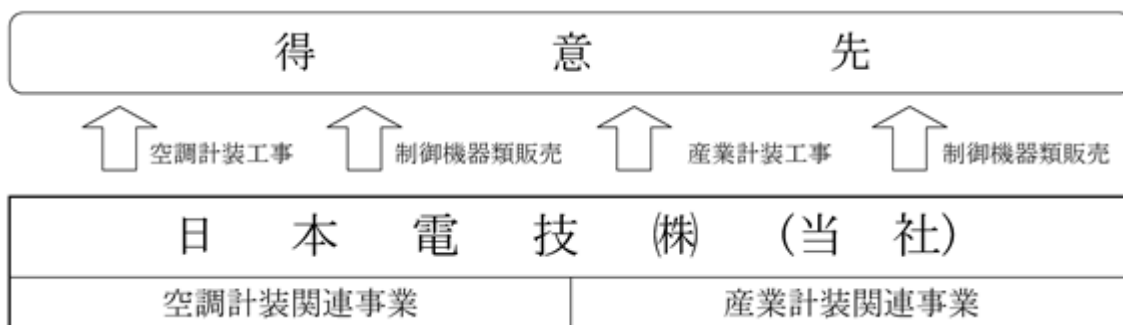 得意先
空調計装工事 制御機器類販売 産業計装工事 制御機器類販売
日本電技㈱(当社)
空調計装関連事業 産業計装関連事業